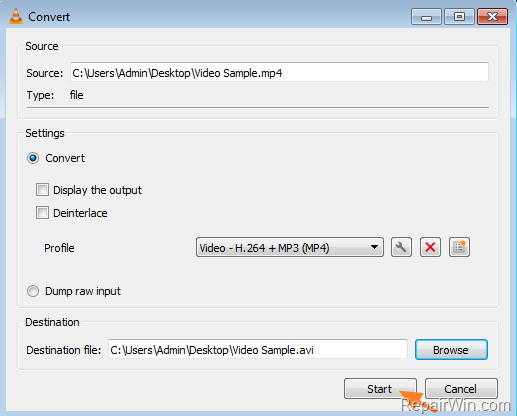 Convert
Source
Source: C:\Users\Admin\Desktop\Video Sample.mp4
Type: file
Settings
Convert
Display the output
Deinterlace
Profile Video - H.264 + MP3 (MP4)
Dump raw input
Destination
Destination file: C:\Users\Admin\Desktop\Video Sample.avi Browse
Start Cancel
RepairWin.com